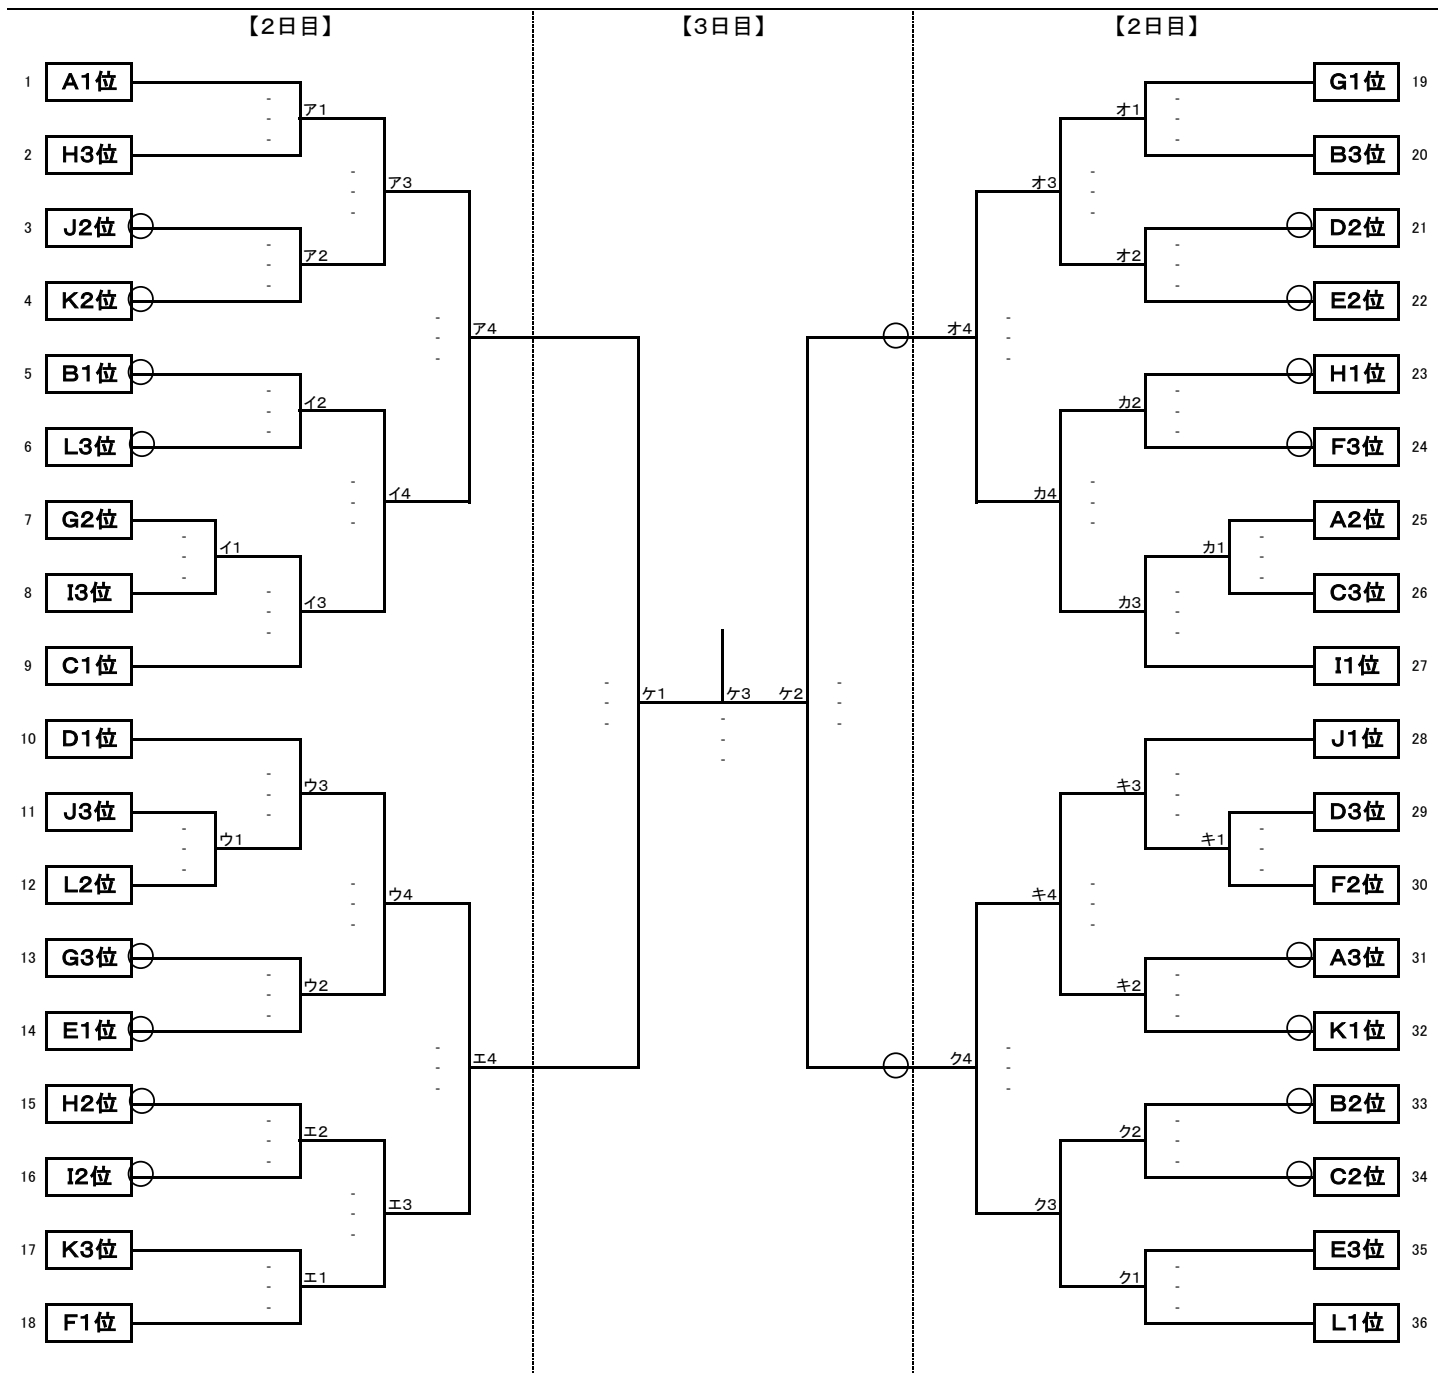 【2日目】 【3日目】 【2日目】
1 A1位 G1位 19
ア1 オ1
2 H3位 B3位 20
ア3 オ3
3 J2位 D2位 21
ア2 オ2
4 K2位 E2位 22
ア4 オ4
5 B1位 H1位 23
イ2 カ2
6 L3位 F3位 24
イ4 カ4
7 G2位 A2位 25
イ1 カ1
8 I3位 C3位 26
イ3 カ3
9 C1位 I1位 27
ケ1 ケ3 ケ2
10 D1位 J1位 28
ウ3 キ3
11 J3位 D3位 29
ウ1 キ1
12 L2位 F2位 30
ウ4 キ4
13 G3位 A3位 31
ウ2 キ2
14 E1位 K1位 32
エ4 ク4
15 H2位 B2位 33
エ2 ク2
16 I2位 C2位 34
エ3 ク3
17 K3位 E3位 35
エ1 ク1
18 F1位 L1位 36